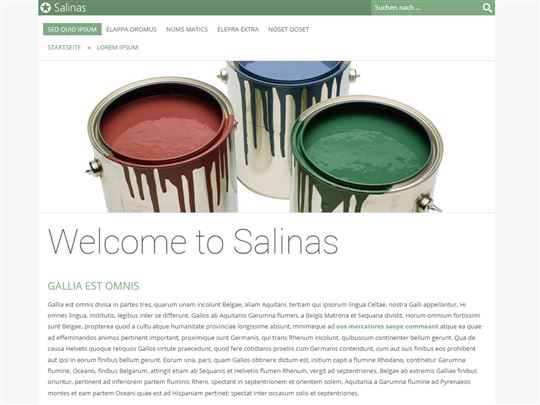 Salinas
Suchen nach ...
SED QUID IPSUM ELAPPA OROMUS NUMS MATICS ELEPRA EXTRA NOSET DOSET
STARTSEITE » LOREM IPSUM
Welcome to Salinas
GALLIA EST OMNIS
Gallia est omnis divisa in partes tres, quarum unam incolunt Belgae, aliam Aquitani, tertiam qui ipsorum lingua Celtae, nostra Galli appellantur. Hi
omnes lingua, institutis, legibus inter se differunt. Gallos ab Aquitanis Garumna flumen, a Belgis Matrona et Sequana dividit. Horum omnium fortissimi
sunt Belgae, propterea quod a cultu atque humanitate provinciae longissime absunt, minimeque ad eos mercatores saepe commeant atque ea quae
ad effeminandos animos pertinent important, proximique sunt Germanis, qui trans Rhenum incolunt, quibuscum continenter bellum gerunt. Qua de
causa Helvetii quoque reliquos Gallos virtute praecedunt, quod fere cotidianis proeliis cum Germanis contendunt, cum aut suis finibus eos prohibent
aut ipsi in eorum finibus bellum gerunt. Eorum una, pars, quam Gallos obtinere dictum est, initium capit a flumine Rhodano, continetur Garumna
flumine, Oceano, finibus Belgarum, attingit etiam ab Sequanis et Helvetiis flumen Rhenum, vergit ad septentriones. Belgae ab extremis Galliae finibus
oriuntur, pertinent ad inferiorem partem fluminis Rheni, spectant in septentrionem et orientem solem. Aquitania a Garumna flumine ad Pyrenaeos
montes et eam partem Oceani quae est ad Hispaniam pertinet; spectat inter occasum solis et septentriones.